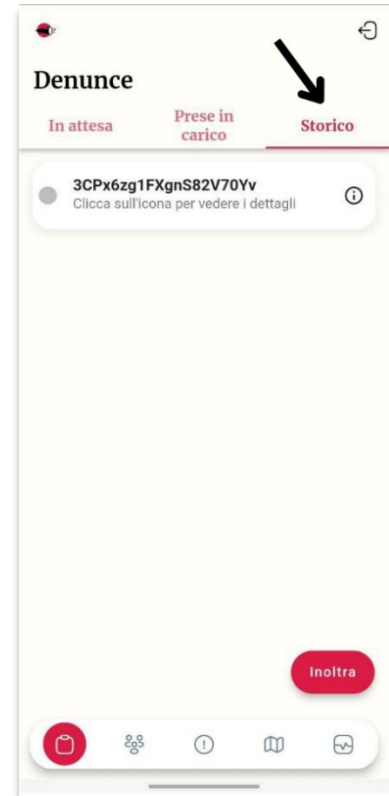 Denunce
In attesa
Prese in
carico
Storico
3CPx6zg1FXgnS82V70Yv
Clicca sull'icona per vedere i dettagli
Inoltra